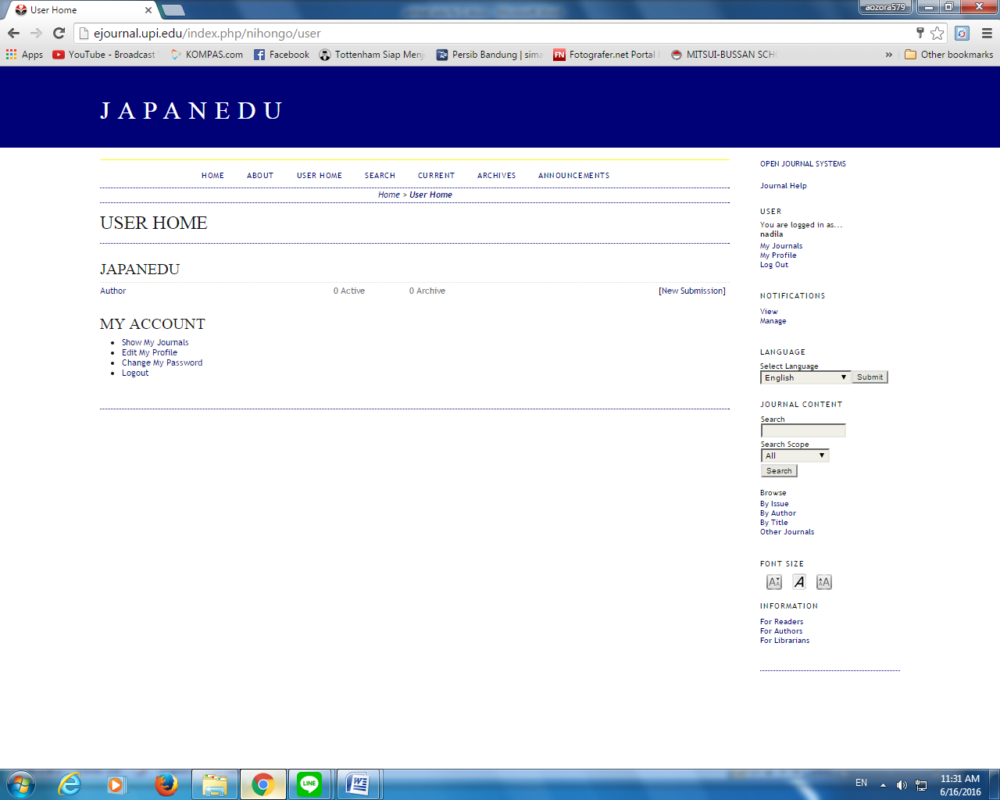 User Home
aozora579
ejournal.upi.edu/index.php/nihongo/user
Apps YouTube - Broadcast KOMPAS.com Facebook Tottenham Siap Menj Persib Bandung | sima Fotografer.net Portal MITSUI-BUSSAN SCH » Other bookmarks
JAPANEDU
HOME ABOUT USER HOME SEARCH CURRENT ARCHIVES ANNOUNCEMENTS
Home > User Home
USER HOME
JAPANEDU
Author 0 Active 0 Archive [New Submission]
MY ACCOUNT
Show My Journals
Edit My Profile
Change My Password
Logout
OPEN JOURNAL SYSTEMS
Journal Help
USER
You are logged in as...
nadila
My Journals
My Profile
Log Out
NOTIFICATIONS
View
Manage
LANGUAGE
Select Language
English Submit
JOURNAL CONTENT
Search
Search Scope
All
Search
Browse
By Issue
By Author
By Title
Other Journals
FONT SIZE
INFORMATION
For Readers
For Authors
For Librarians
LINE
EN 11:31 AM
6/16/2016